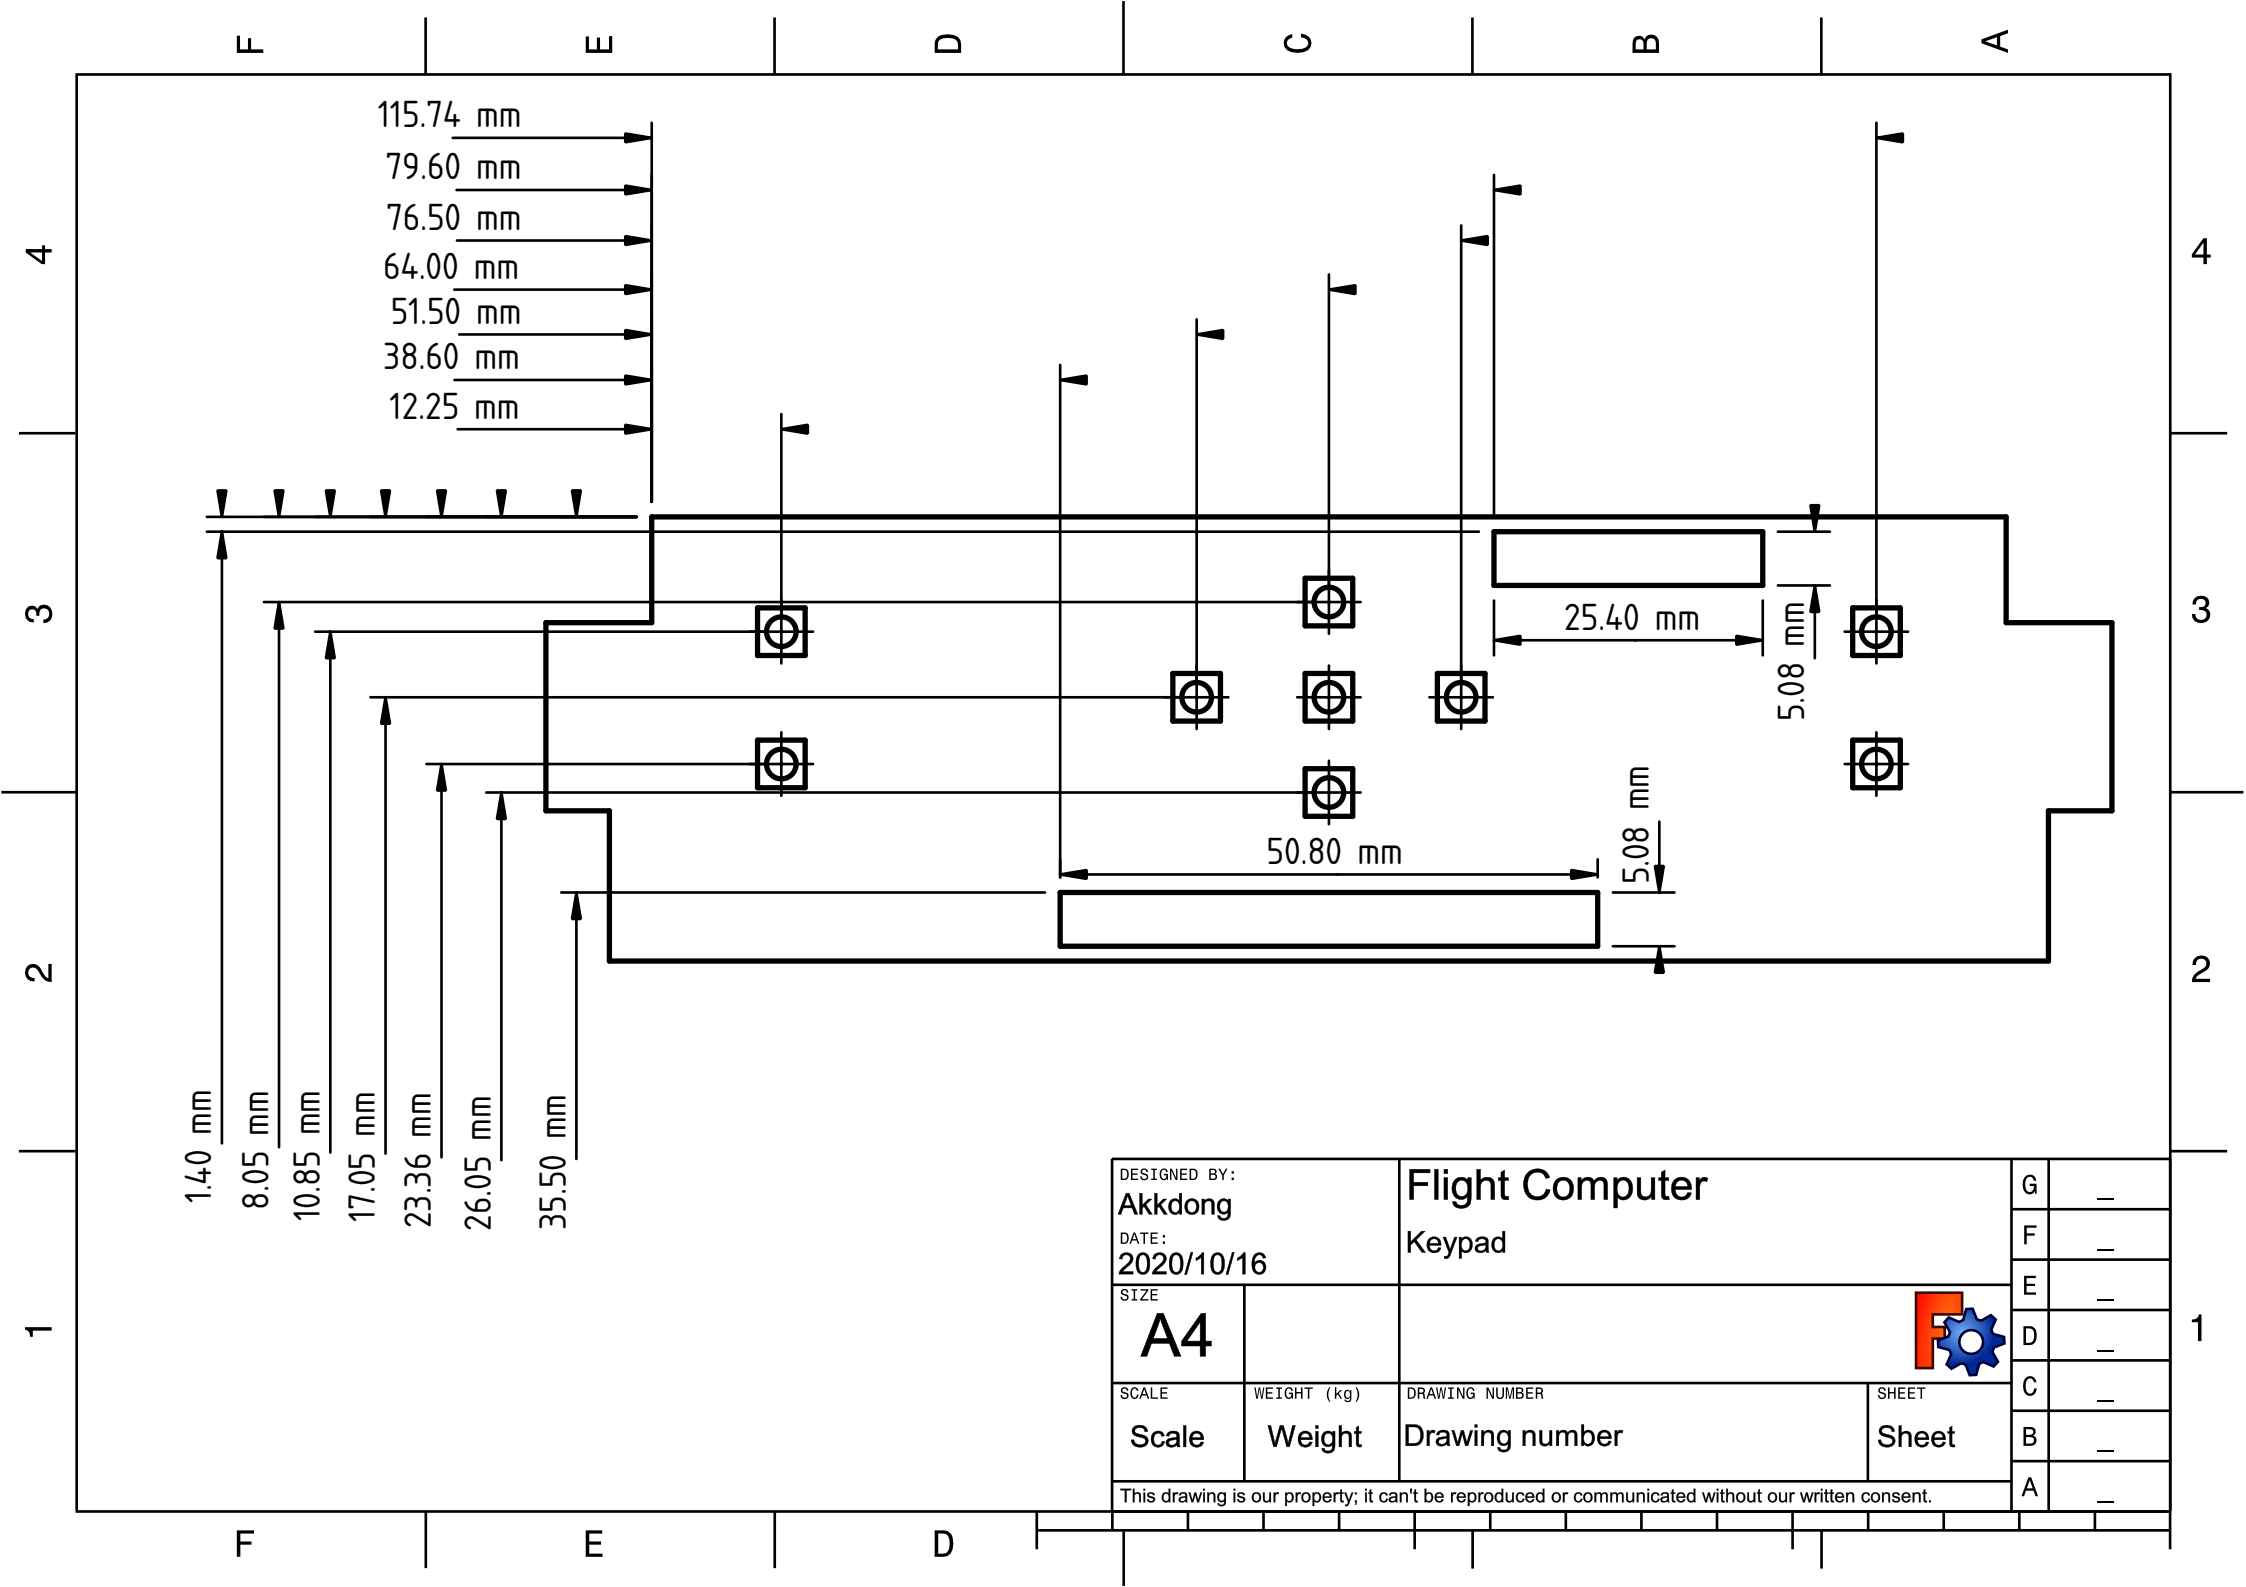 F E D C B A
115.74 mm
79.60 mm
76.50 mm
64.00 mm
51.50 mm
38.60 mm
12.25 mm
4 4
3 3
25.40 mm
5.08 mm
50.80 mm
5.08 mm
2 2
1.40 mm
8.05 mm
10.85 mm
17.05 mm
23.36 mm
26.05 mm
35.50 mm
1 1
DESIGNED BY:
Akkdong
DATE:
2020/10/16
Flight Computer
Keypad
SIZE
A4
SCALE
Scale
WEIGHT (kg)
Weight
DRAWING NUMBER
Drawing number
SHEET
Sheet
G _
F _
E _
D _
C _
B _
A _
This drawing is our property; it can't be reproduced or communicated without our written consent.
F E D